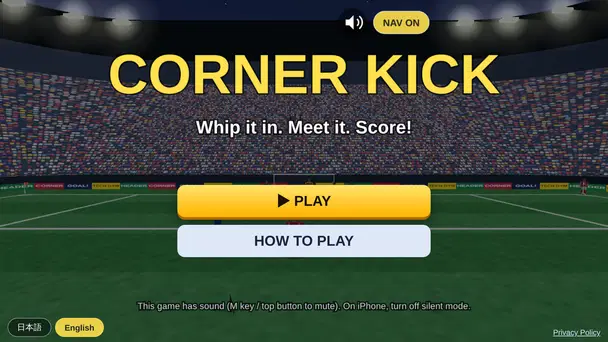 NAV ON
CORNER KICK
Whip it in. Meet it. Score!
PLAY
HOW TO PLAY
This game has sound (M key / top button to mute). On iPhone, turn off silent mode.
日本語
English
Privacy Policy